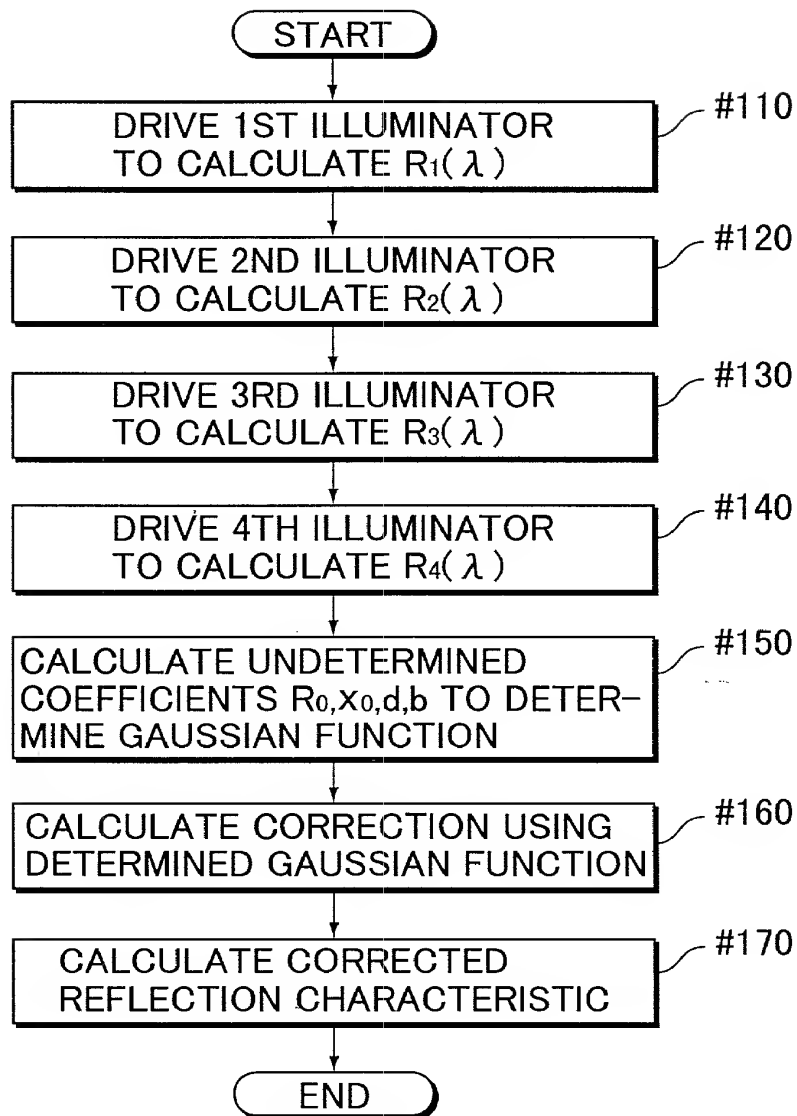 START
DRIVE 1ST ILLUMINATOR
TO CALCULATE R₁(λ)
#110
DRIVE 2ND ILLUMINATOR
TO CALCULATE R₂(λ)
#120
DRIVE 3RD ILLUMINATOR
TO CALCULATE R₃(λ)
#130
DRIVE 4TH ILLUMINATOR
TO CALCULATE R₄(λ)
#140
CALCULATE UNDETERMINED
COEFFICIENTS R₀,X₀,d,b TO DETER-
MINE GAUSSIAN FUNCTION
#150
CALCULATE CORRECTION USING
DETERMINED GAUSSIAN FUNCTION
#160
CALCULATE CORRECTED
REFLECTION CHARACTERISTIC
#170
END